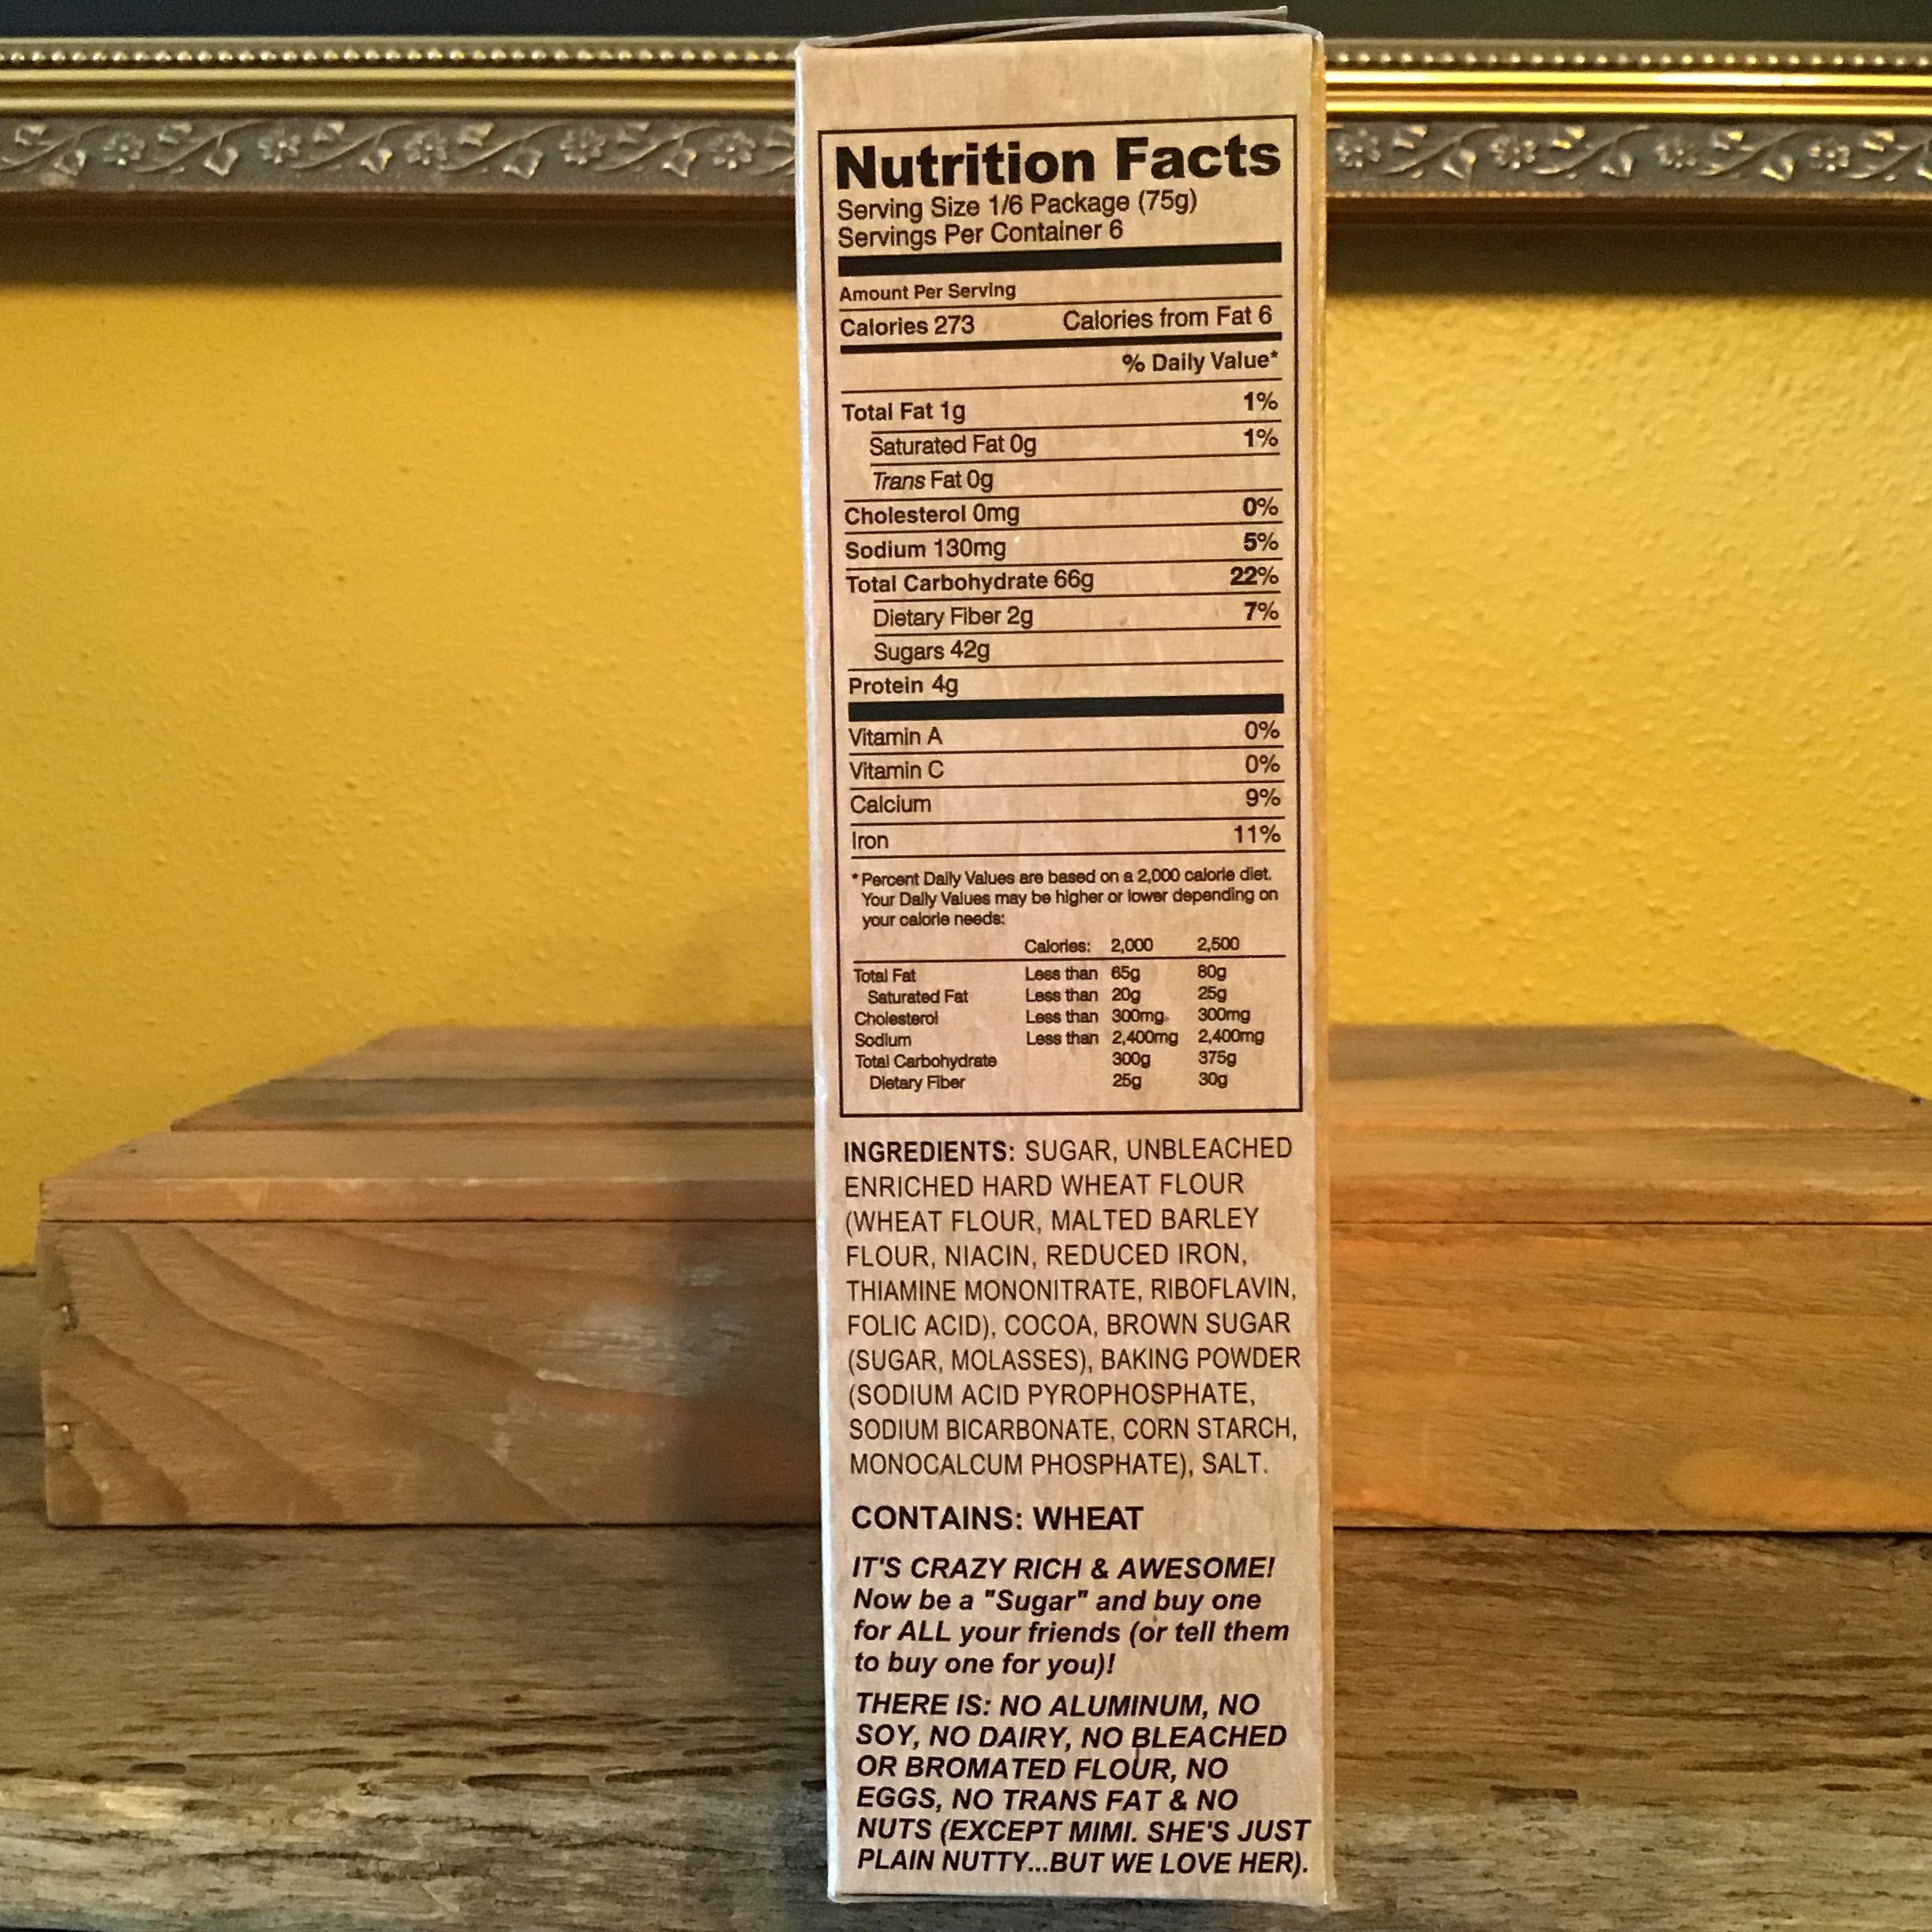 Nutrition Facts
Serving Size 1/6 Package (75g)
Servings Per Container 6
Amount Per Serving
Calories 273 Calories from Fat 6
% Daily Value*
Total Fat 1g 1%
Saturated Fat 0g 1%
Trans Fat 0g
Cholesterol 0mg 0%
Sodium 130mg 5%
Total Carbohydrate 66g 22%
Dietary Fiber 2g 7%
Sugars 42g
Protein 4g
Vitamin A 0%
Vitamin C 0%
Calcium 9%
Iron 11%
* Percent Daily Values are based on a 2,000 calorie diet.
Your Daily Values may be higher or lower depending on
your calorie needs:
Calories: 2,000 2,500
Total Fat Less than 65g 80g
Saturated Fat Less than 20g 25g
Cholesterol Less than 300mg 300mg
Sodium Less than 2,400mg 2,400mg
Total Carbohydrate 300g 375g
Dietary Fiber 25g 30g
INGREDIENTS: SUGAR, UNBLEACHED
ENRICHED HARD WHEAT FLOUR
(WHEAT FLOUR, MALTED BARLEY
FLOUR, NIACIN, REDUCED IRON,
THIAMINE MONONITRATE, RIBOFLAVIN,
FOLIC ACID), COCOA, BROWN SUGAR
(SUGAR, MOLASSES), BAKING POWDER
(SODIUM ACID PYROPHOSPHATE,
SODIUM BICARBONATE, CORN STARCH,
MONOCALCUM PHOSPHATE), SALT.
CONTAINS: WHEAT
IT'S CRAZY RICH & AWESOME!
Now be a "Sugar" and buy one
for ALL your friends (or tell them
to buy one for you)!
THERE IS: NO ALUMINUM, NO
SOY, NO DAIRY, NO BLEACHED
OR BROMATED FLOUR, NO
EGGS, NO TRANS FAT & NO
NUTS (EXCEPT MIMI. SHE'S JUST
PLAIN NUTTY...BUT WE LOVE HER).